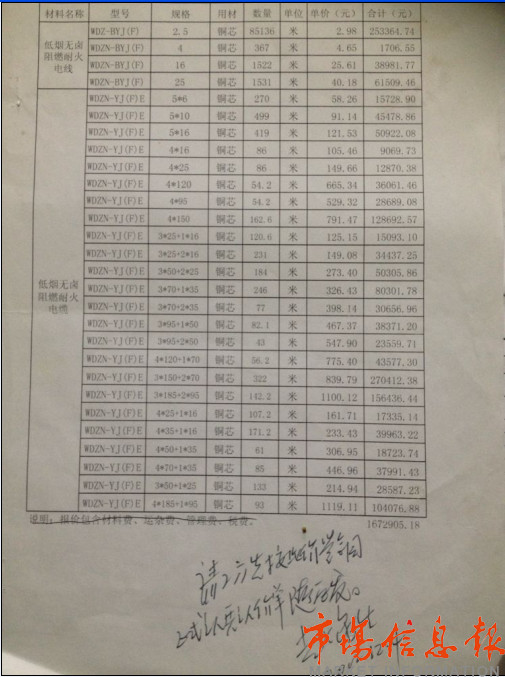 材料名称 型号 规格 用材 数量 单位 单价（元） 合计（元）
低烟无卤阻燃耐火电线
WDZ-BYJ(F) 2.5 铜芯 85136 米 2.98 253364.74
WDZN-BYJ(F) 4 铜芯 367 米 4.65 1706.55
WDZN-BYJ(F) 16 铜芯 1522 米 25.61 38981.77
WDZN-BYJ(F) 25 铜芯 1531 米 40.18 61509.46
低烟无卤阻燃耐火电缆
WDZN-YJ(F)E 5*6 铜芯 270 米 58.26 15728.90
WDZN-YJ(F)E 5*10 铜芯 499 米 91.14 45478.86
WDZN-YJ(F)E 5*16 铜芯 419 米 121.53 50922.08
WDZN-YJ(F)E 4*16 铜芯 86 米 105.46 9069.73
WDZN-YJ(F)E 4*25 铜芯 86 米 149.66 12870.38
WDZN-YJ(F)E 4*120 铜芯 54.2 米 665.34 36061.46
WDZN-YJ(F)E 4*95 铜芯 54.2 米 529.32 28689.08
WDZN-YJ(F)E 4*150 铜芯 162.6 米 791.47 128692.57
WDZN-YJ(F)E 3*25+1*16 铜芯 120.6 米 125.15 15093.10
WDZN-YJ(F)E 3*25+2*16 铜芯 231 米 149.08 34437.25
WDZN-YJ(F)E 3*50+2*25 铜芯 184 米 273.40 50305.86
WDZN-YJ(F)E 3*70+1*35 铜芯 246 米 326.43 80301.78
WDZN-YJ(F)E 3*70+2*35 铜芯 77 米 398.14 30656.96
WDZN-YJ(F)E 3*95+1*50 铜芯 82.1 米 467.37 38371.20
WDZN-YJ(F)E 3*95+2*50 铜芯 43 米 547.90 23559.71
WDZN-YJ(F)E 4*120+1*70 铜芯 56.2 米 775.40 43577.30
WDZN-YJ(F)E 3*150+2*70 铜芯 322 米 839.79 270412.38
WDZN-YJ(F)E 3*185+2*95 铜芯 142.2 米 1100.12 156436.44
WDZN-YJ(F)E 4*25+1*16 铜芯 107.2 米 161.71 17335.14
WDZN-YJ(F)E 4*35+1*16 铜芯 171.2 米 233.43 39963.22
WDZN-YJ(F)E 4*50+1*35 铜芯 61 米 306.95 18723.74
WDZN-YJ(F)E 4*70+1*35 铜芯 85 米 446.96 37991.43
WDZN-YJ(F)E 3*50+1*25 铜芯 133 米 214.94 28587.23
WDZN-YJ(F)E 4*185+1*95 铜芯 93 米 1119.11 104076.88
说明：报价包含材料费、运杂费、管理费、税费。 1672905.18
市场信息报